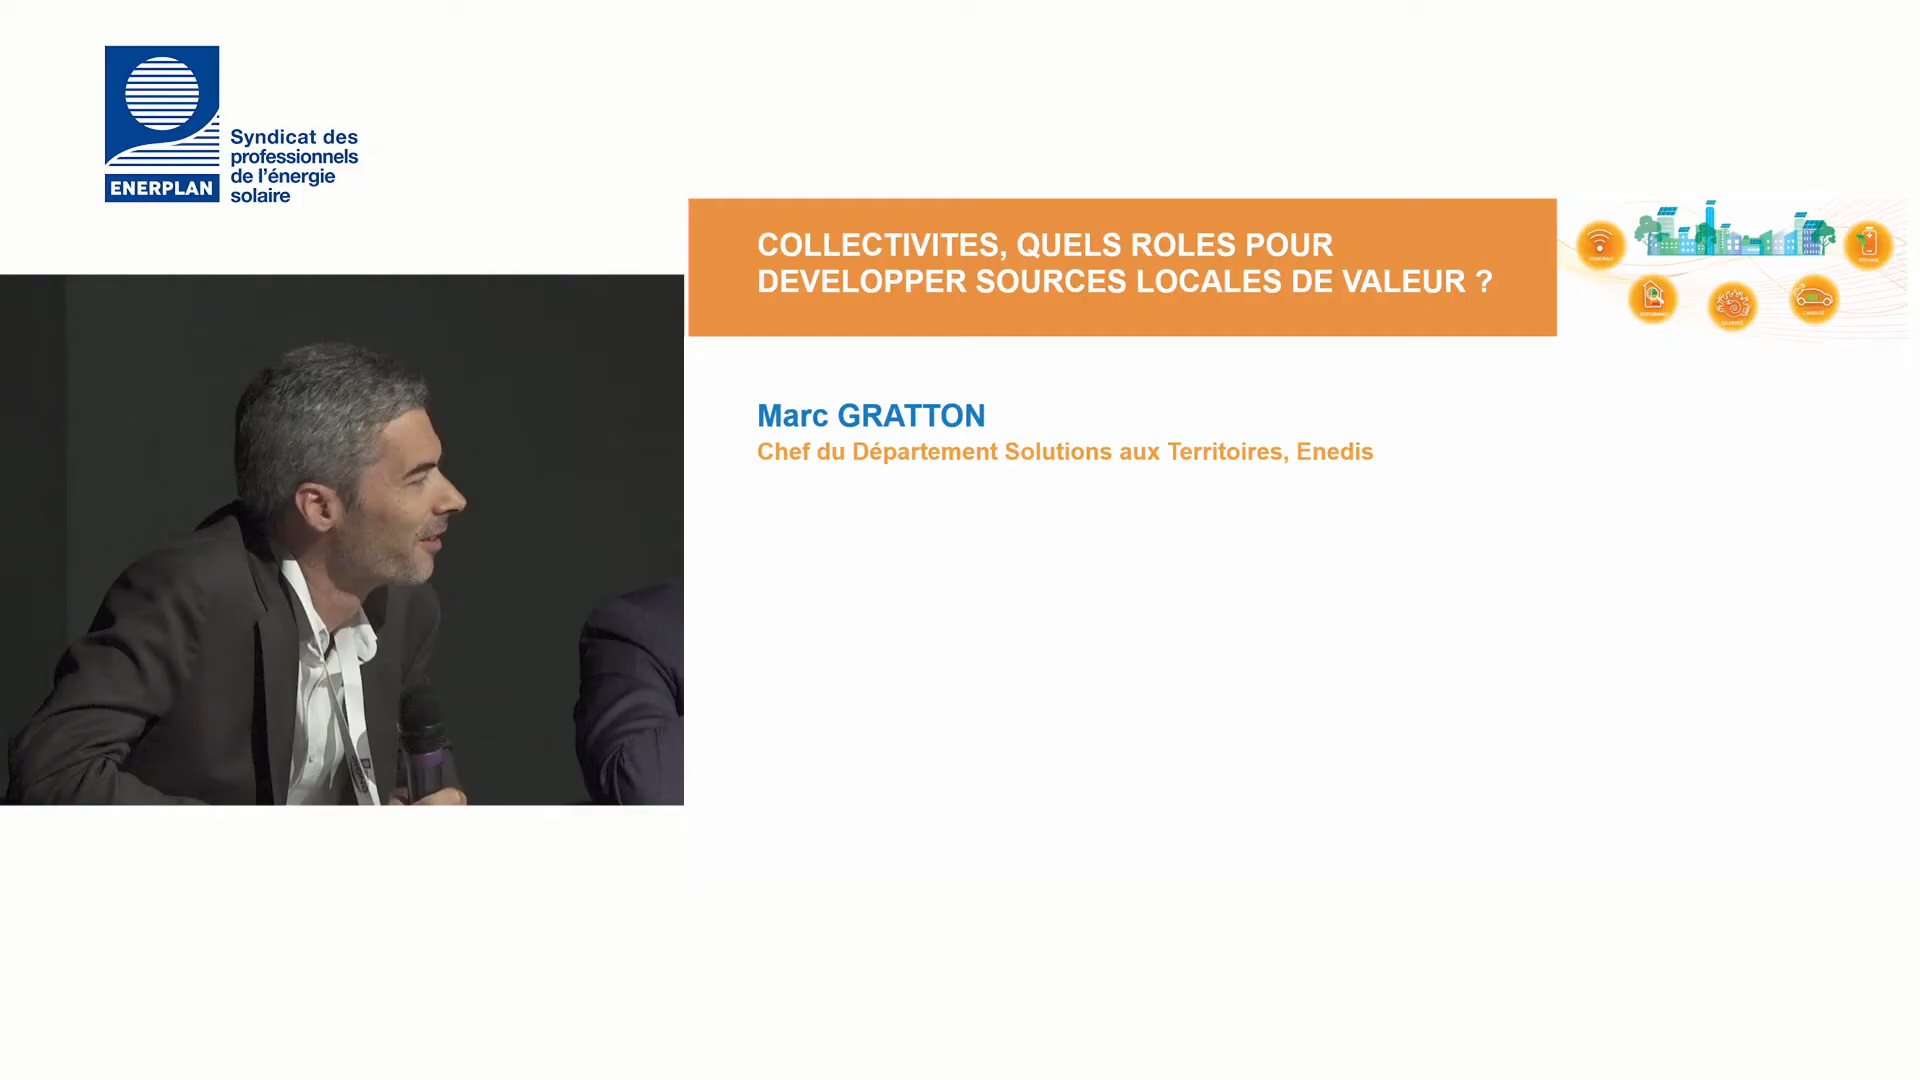 Syndicat des
professionnels
de l'énergie
solaire
ENERPLAN
COLLECTIVITES, QUELS ROLES POUR
DEVELOPPER SOURCES LOCALES DE VALEUR ?
Marc GRATTON
Chef du Département Solutions aux Territoires, Enedis